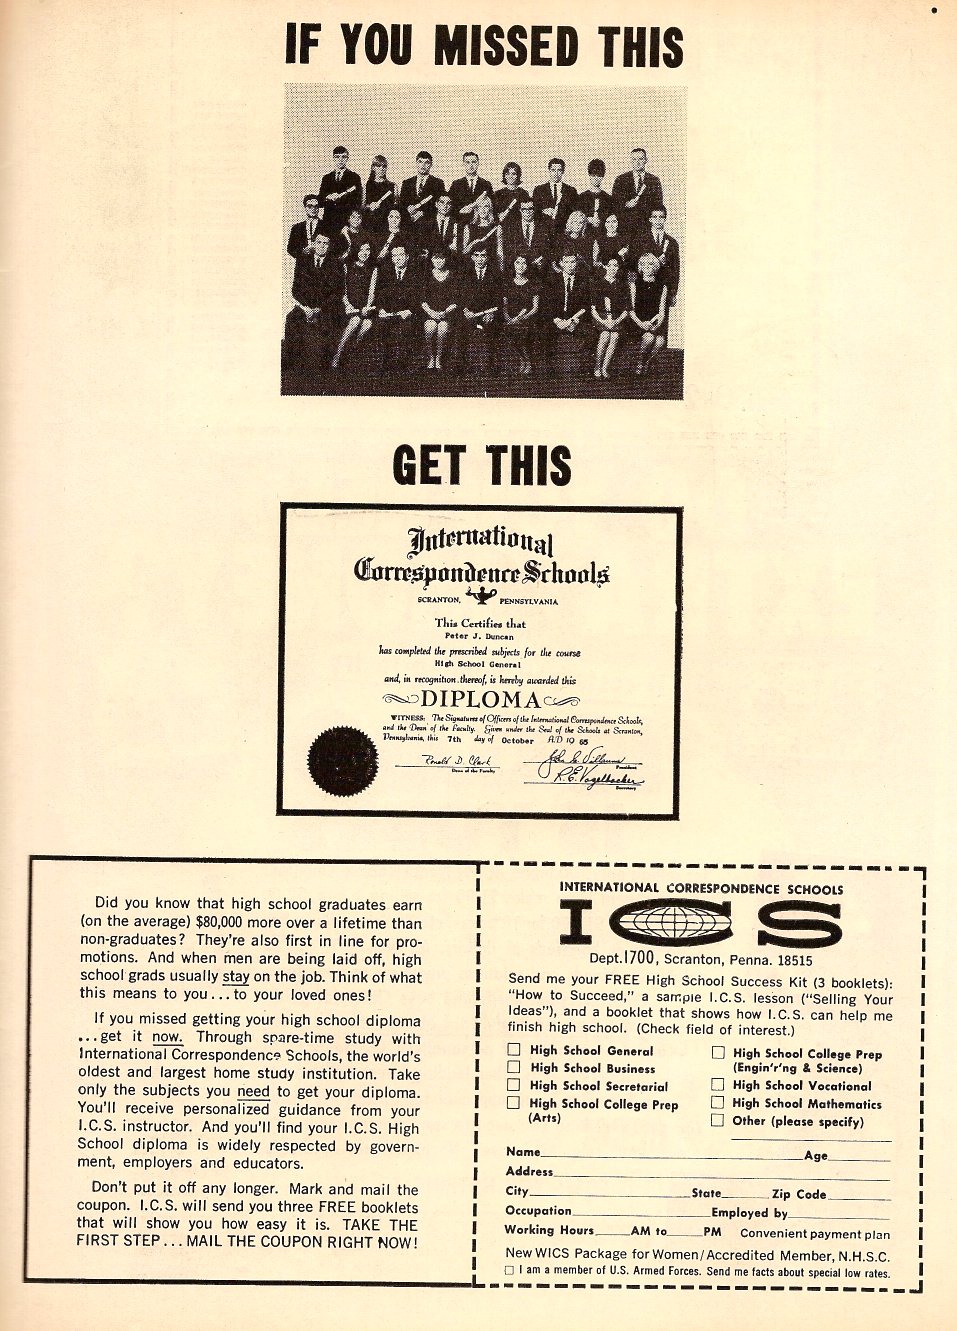 IF YOU MISSED THIS
GET THIS
International
Correspondence Schools
SCRANTON, PENNSYLVANIA
This Certifies that
Peter J. Duncan
has completed the prescribed subjects for the course
High School General
and, in recognition thereof, is hereby awarded this
DIPLOMA
WITNESS: The Signatures of Officers of the International Correspondence Schools,
and the Dean of the Faculty. Given under the Seal of the Schools at Scranton,
Pennsylvania, this 7th day of October A/D 19 65
Ronald D. Clark
Dean of the Faculty
John C. Villaume
President
R.E. Vogelbacker
Secretary
Did you know that high school graduates earn
(on the average) $80,000 more over a lifetime than
non-graduates? They're also first in line for pro-
motions. And when men are being laid off, high
school grads usually stay on the job. Think of what
this means to you...to your loved ones!
If you missed getting your high school diploma
...get it now. Through spare-time study with
International Correspondence Schools, the world's
oldest and largest home study institution. Take
only the subjects you need to get your diploma.
You'll receive personalized guidance from your
I.C.S. instructor. And you'll find your I.C.S. High
School diploma is widely respected by govern-
ment, employers and educators.
Don't put it off any longer. Mark and mail the
coupon. I.C.S. will send you three FREE booklets
that will show you how easy it is. TAKE THE
FIRST STEP...MAIL THE COUPON RIGHT NOW!
INTERNATIONAL CORRESPONDENCE SCHOOLS
ICS
Dept.1700, Scranton, Penna. 18515
Send me your FREE High School Success Kit (3 booklets):
"How to Succeed," a sample I.C.S. lesson ("Selling Your
Ideas"), and a booklet that shows how I.C.S. can help me
finish high school. (Check field of interest.)
High School General
High School Business
High School Secretarial
High School College Prep
(Arts)
High School College Prep
(Engin'r'ng & Science)
High School Vocational
High School Mathematics
Other (please specify)
Name Age
Address
City State Zip Code
Occupation Employed by
Working Hours AM to PM Convenient payment plan
New WICS Package for Women/Accredited Member, N.H.S.C.
I am a member of U.S. Armed Forces. Send me facts about special low rates.